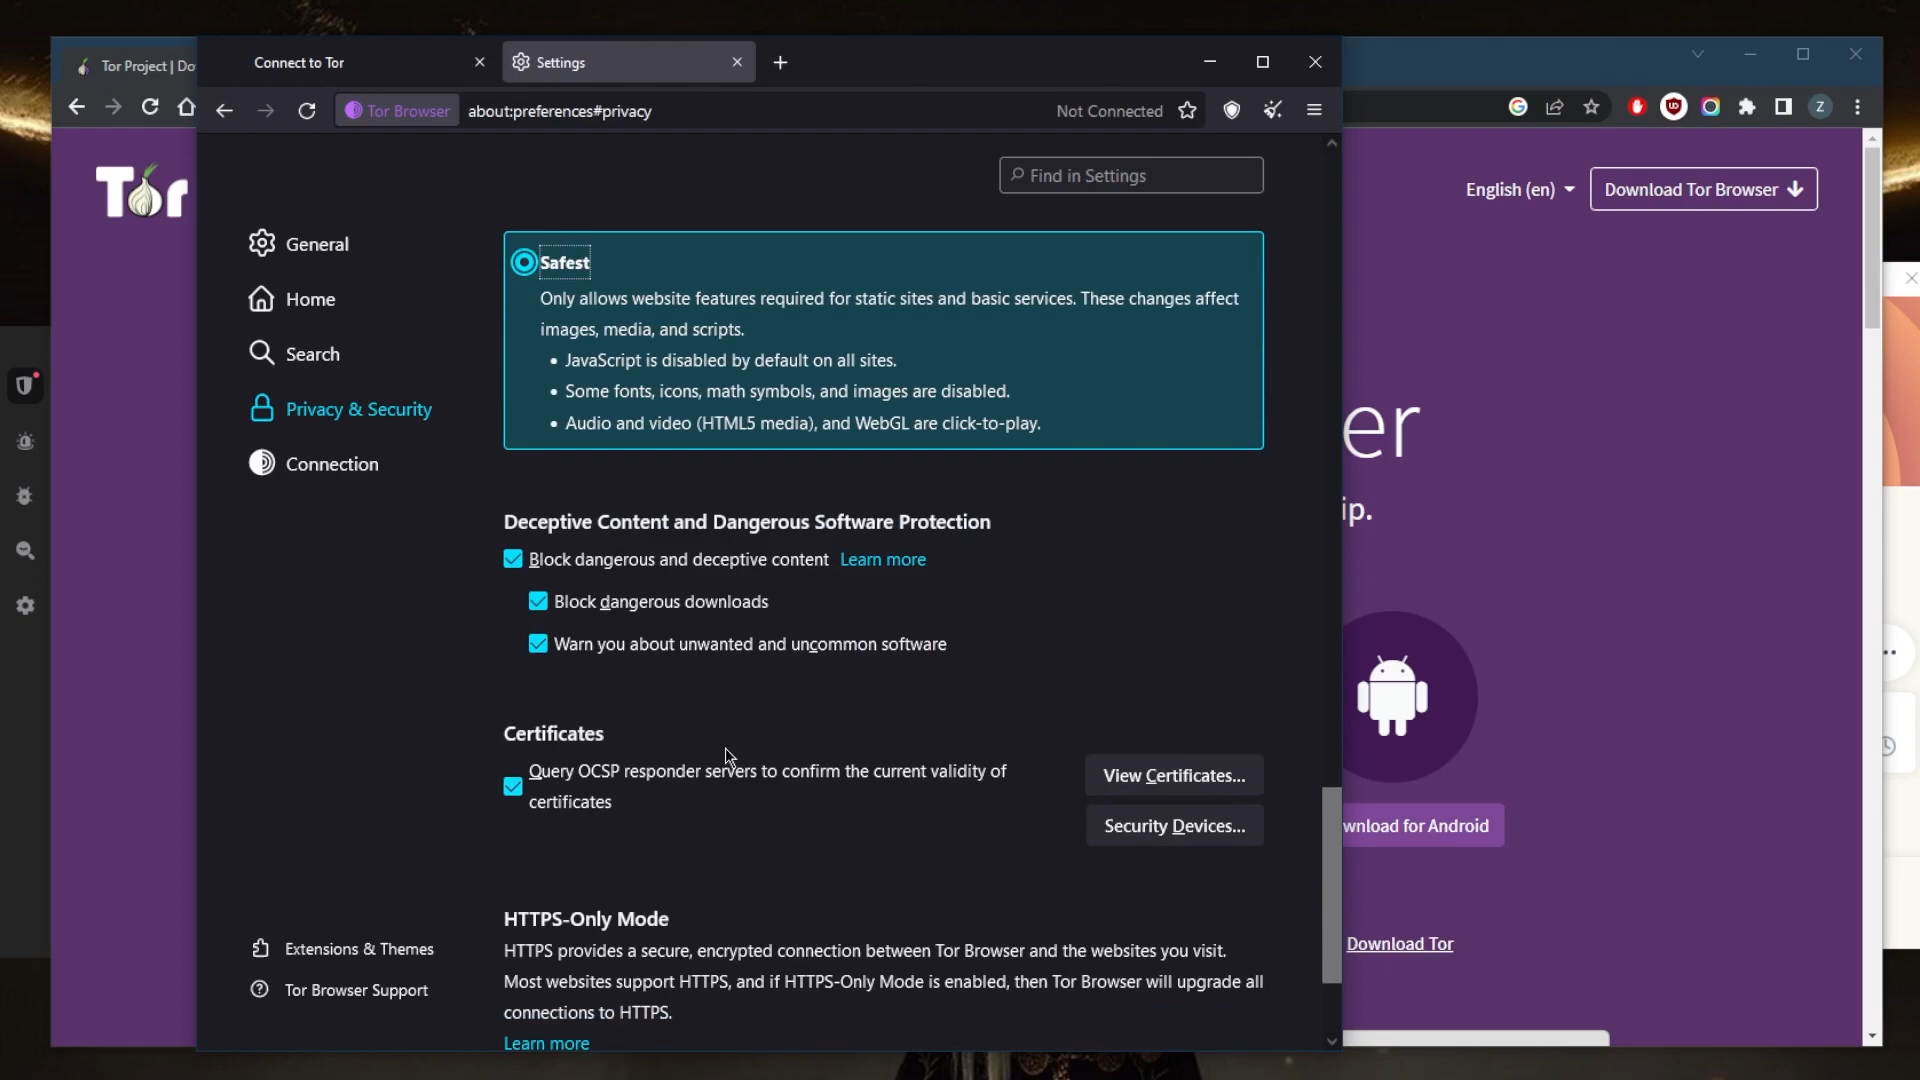 Tor Project | Do
Connect to Tor
Settings
Tor Browser
about:preferences#privacy
Not Connected
Z
Tor
English (en)
Download Tor Browser
Find in Settings
General
Home
Search
Privacy & Security
Connection
Safest
Only allows website features required for static sites and basic services. These changes affect
images, media, and scripts.
• JavaScript is disabled by default on all sites.
• Some fonts, icons, math symbols, and images are disabled.
• Audio and video (HTML5 media), and WebGL are click-to-play.
er
ip.
Deceptive Content and Dangerous Software Protection
Block dangerous and deceptive content Learn more
Block dangerous downloads
Warn you about unwanted and uncommon software
Certificates
Query OCSP responder servers to confirm the current validity of
certificates
View Certificates...
Security Devices...
wnload for Android
Download Tor
HTTPS-Only Mode
HTTPS provides a secure, encrypted connection between Tor Browser and the websites you visit.
Most websites support HTTPS, and if HTTPS-Only Mode is enabled, then Tor Browser will upgrade all
connections to HTTPS.
Learn more
Extensions & Themes
Tor Browser Support